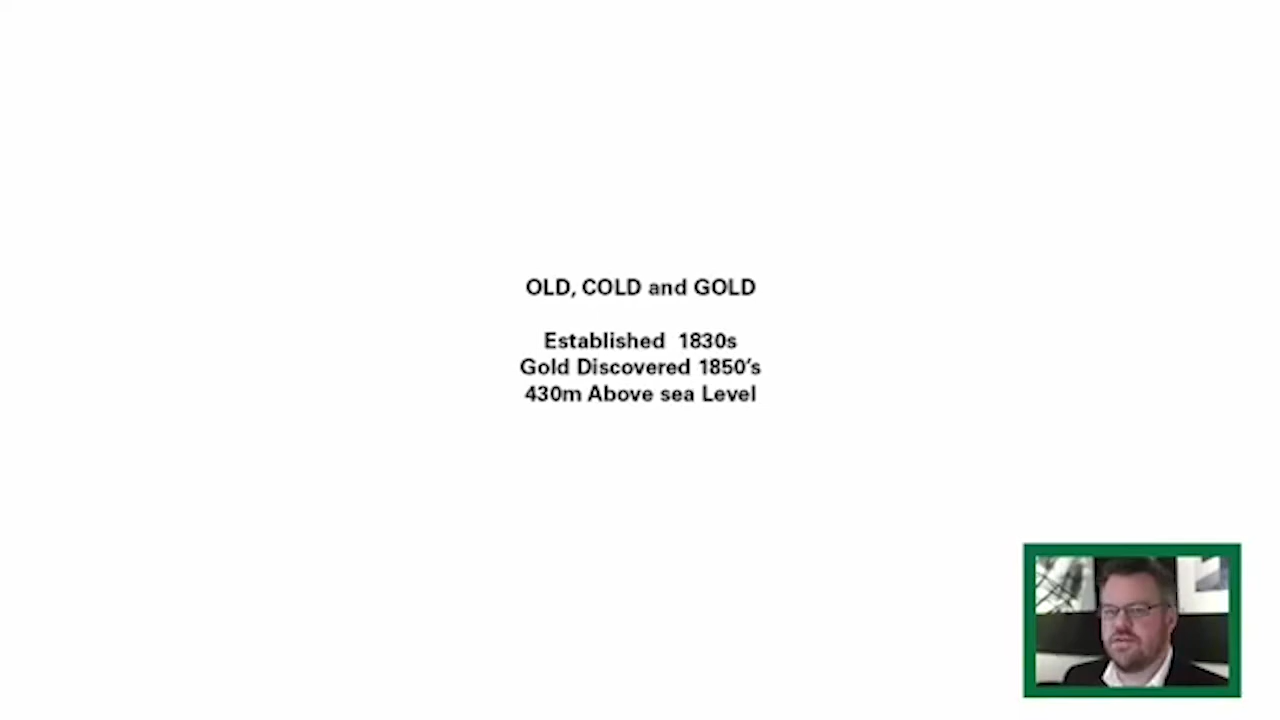 OLD, COLD and GOLD
Established  1830s
Gold Discovered 1850's
430m Above sea Level